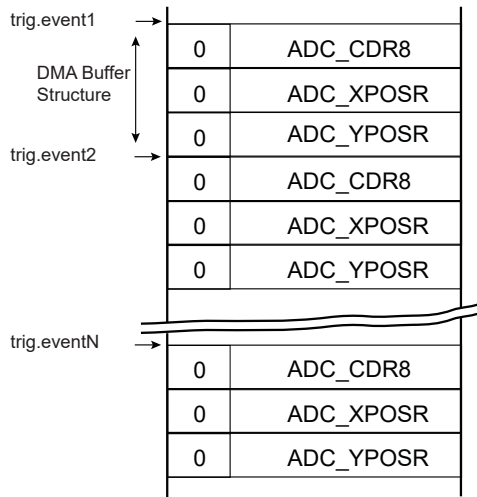 trig.event1
0 ADC_CDR8
DMA Buffer
Structure
0 ADC_XPOSR
0 ADC_YPOSR
trig.event2
0 ADC_CDR8
0 ADC_XPOSR
0 ADC_YPOSR
trig.eventN
0 ADC_CDR8
0 ADC_XPOSR
0 ADC_YPOSR